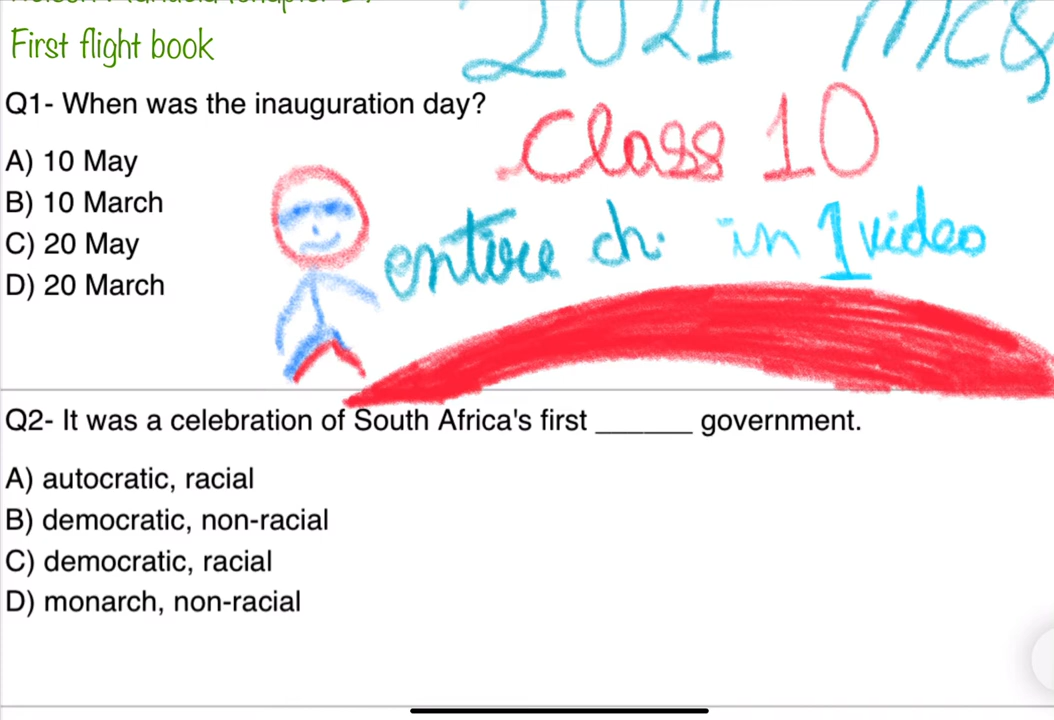 2021 MCQ
First flight book
Q1- When was the inauguration day?
Class 10
A) 10 May
B) 10 March
entire ch. in 1 video
C) 20 May
D) 20 March
Q2- It was a celebration of South Africa's first ______ government.
A) autocratic, racial
B) democratic, non-racial
C) democratic, racial
D) monarch, non-racial